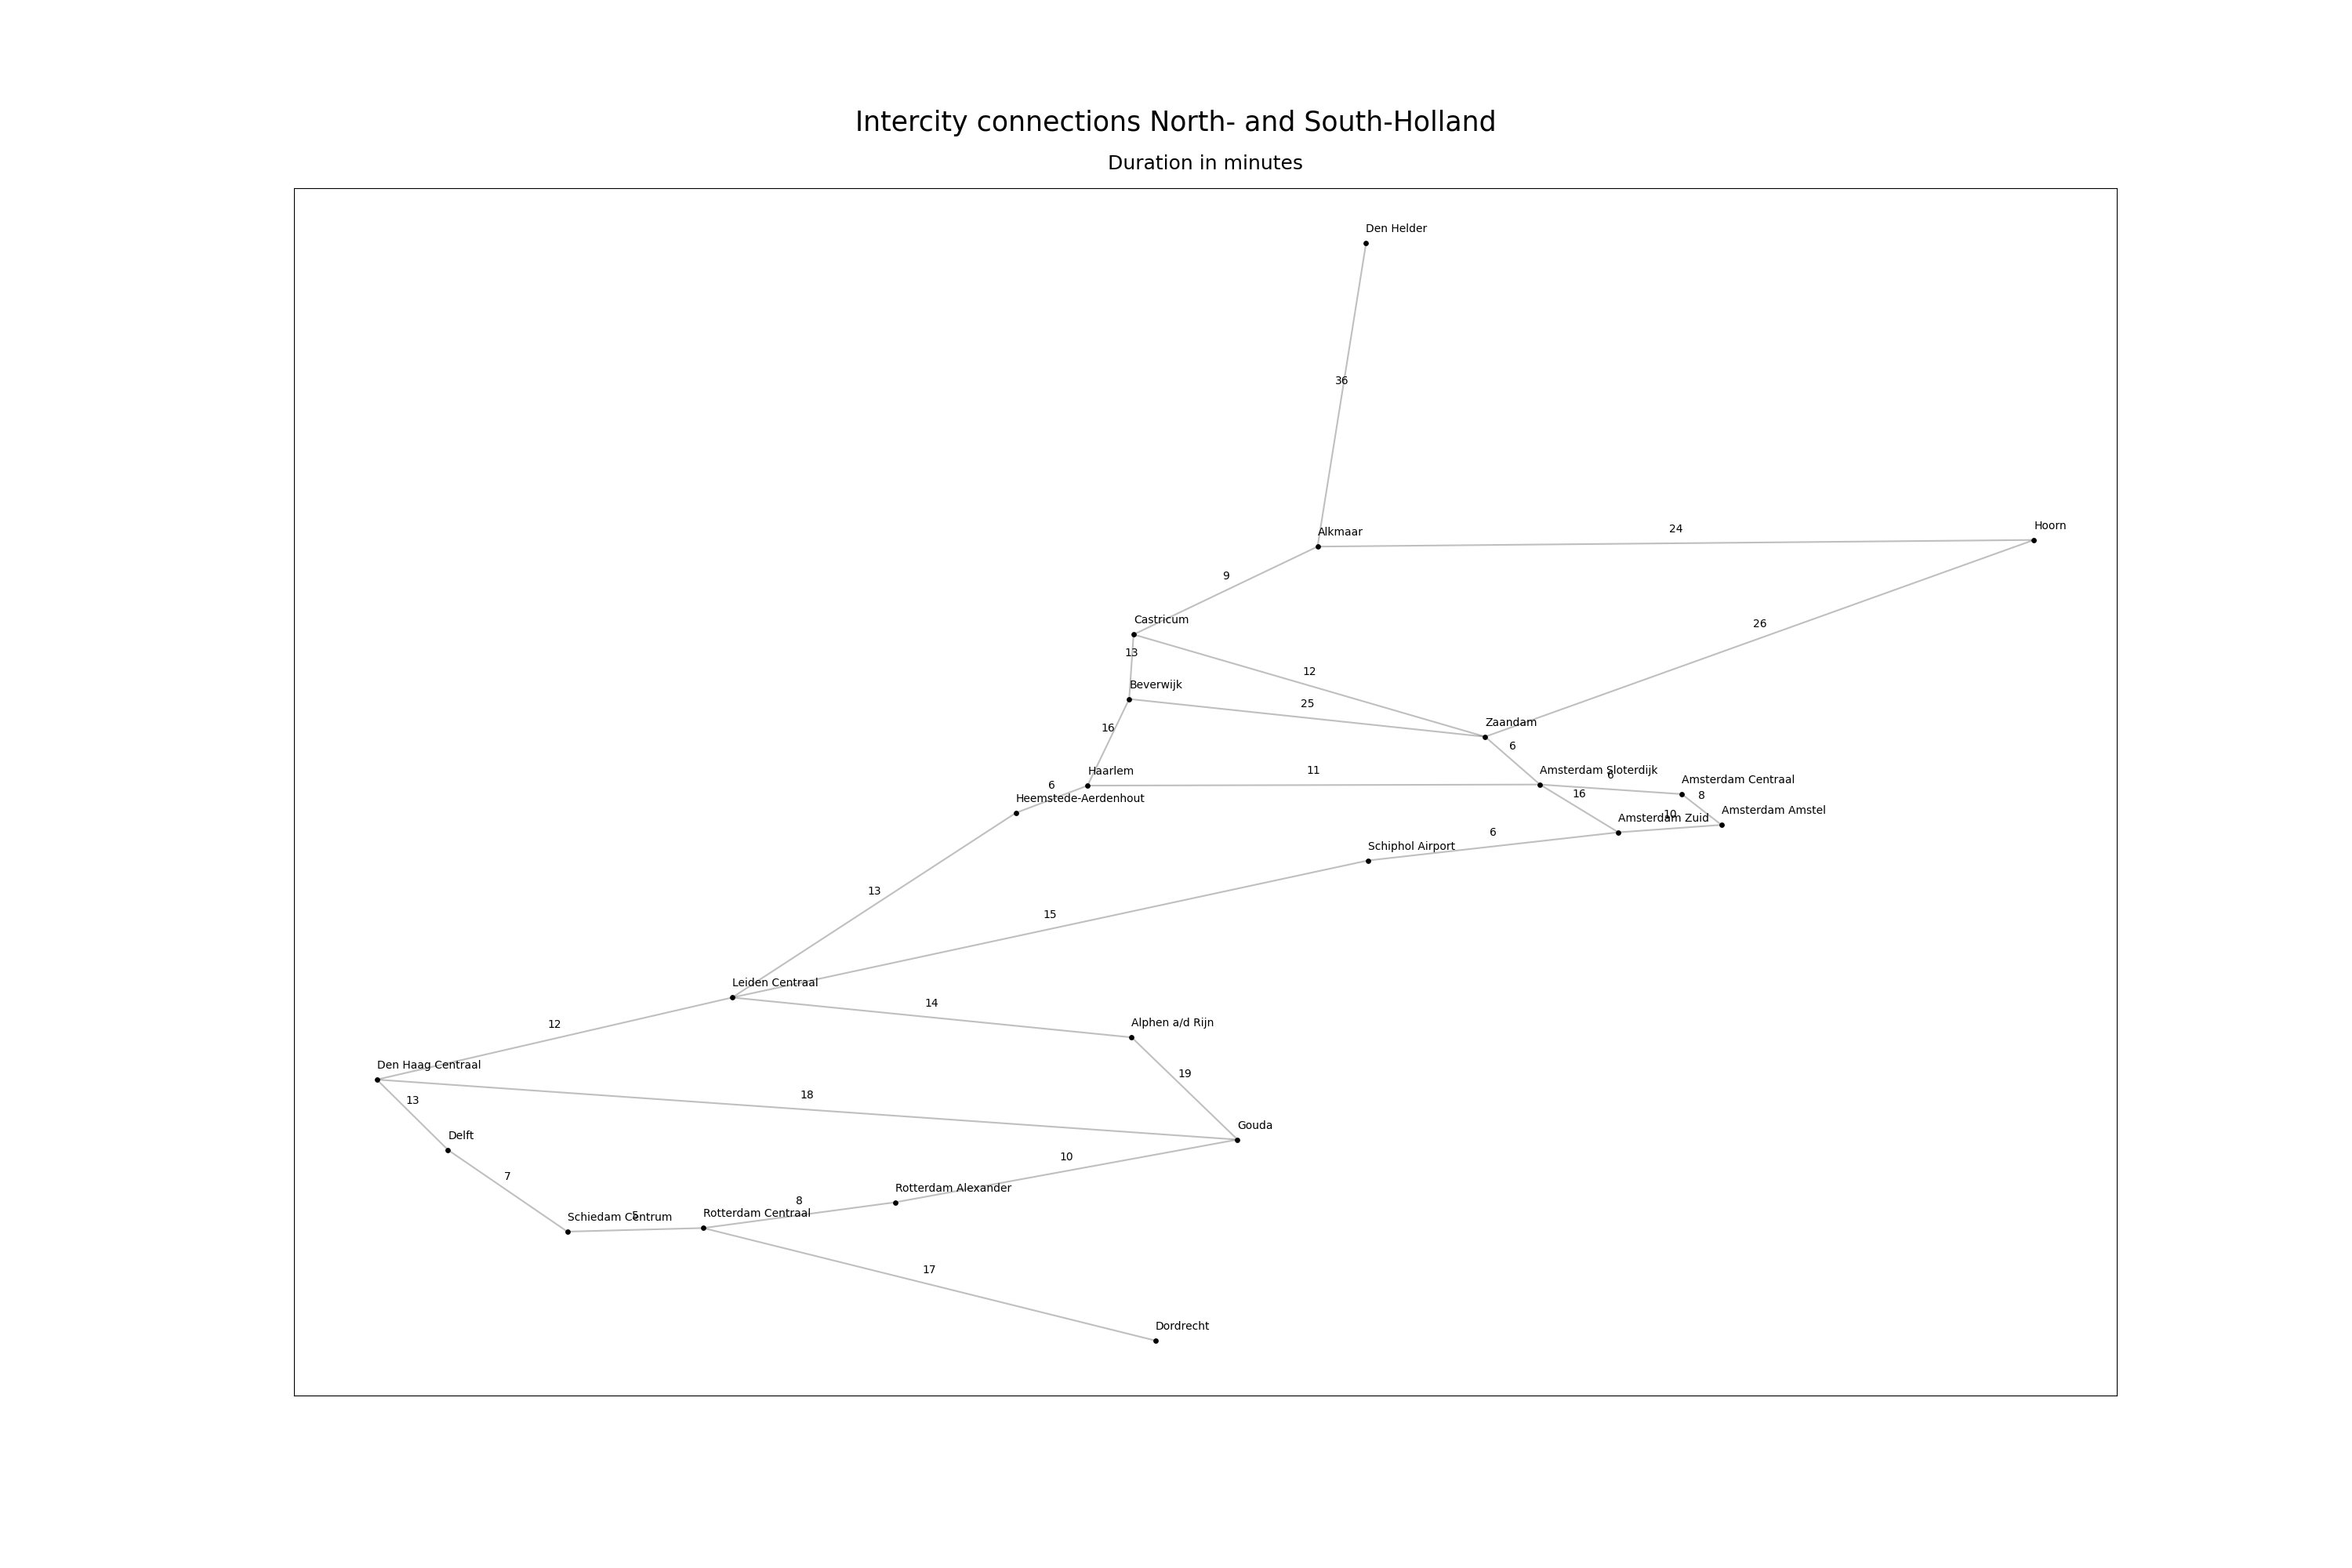 Intercity connections North- and South-Holland
Duration in minutes
Den Helder
36
Hoorn
24
Alkmaar
9
Castricum
26
13
12
Beverwijk
25
Zaandam
16
6
Haarlem
11
Amsterdam Sloterdijk
6
Amsterdam Centraal
6
Heemstede-Aerdenhout
16
8
Amsterdam Amstel
10
Amsterdam Zuid
6
Schiphol Airport
13
15
Leiden Centraal
14
Alphen a/d Rijn
12
Den Haag Centraal
19
18
13
Gouda
Delft
10
7
Rotterdam Alexander
8
Rotterdam Centraal
Schiedam Centrum
5
17
Dordrecht